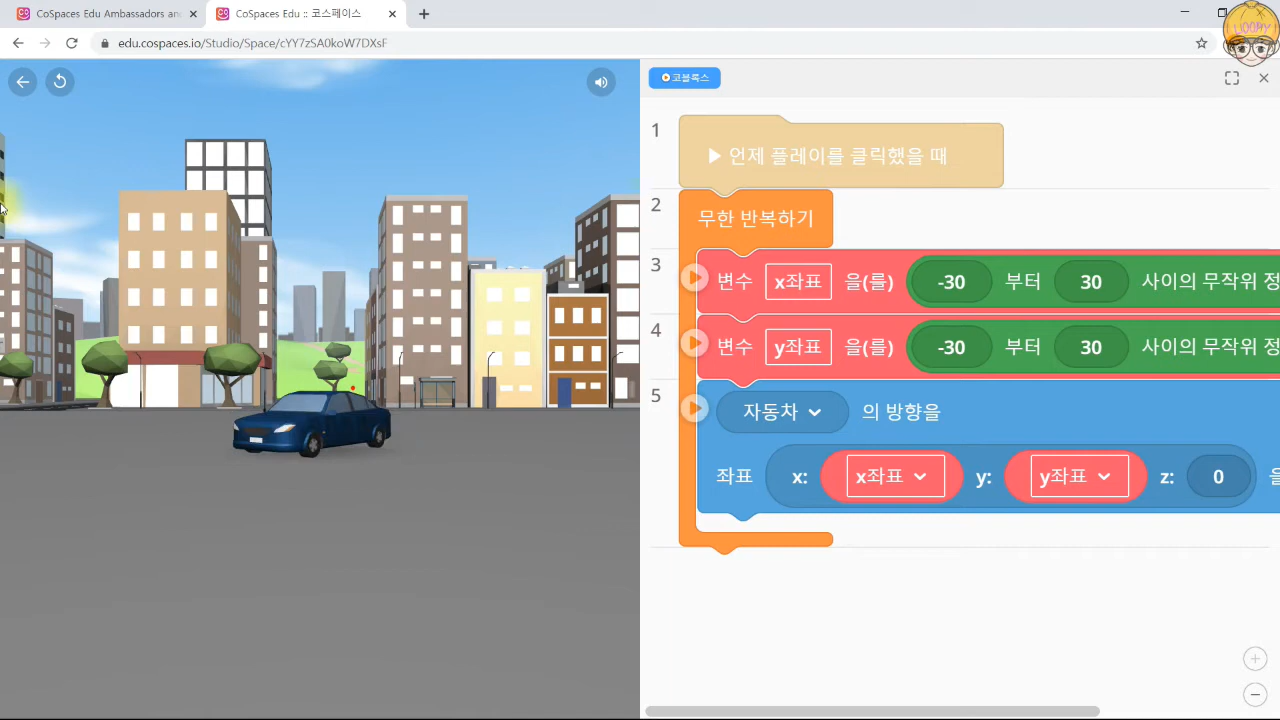 CoSpaces Edu Ambassadors an
CoSpaces Edu :: 코스페이스
edu.cospaces.io/Studio/Space/cYY7zSA0koW7DXsF
코블록스
1
언제 플레이를 클릭했을 때
2
무한 반복하기
3
변수 x좌표 을(를) -30 부터 30 사이의 무작위 정
4
변수 y좌표 을(를) -30 부터 30 사이의 무작위 정
5
자동차 의 방향을
좌표 x: x좌표 y: y좌표 z: 0 을